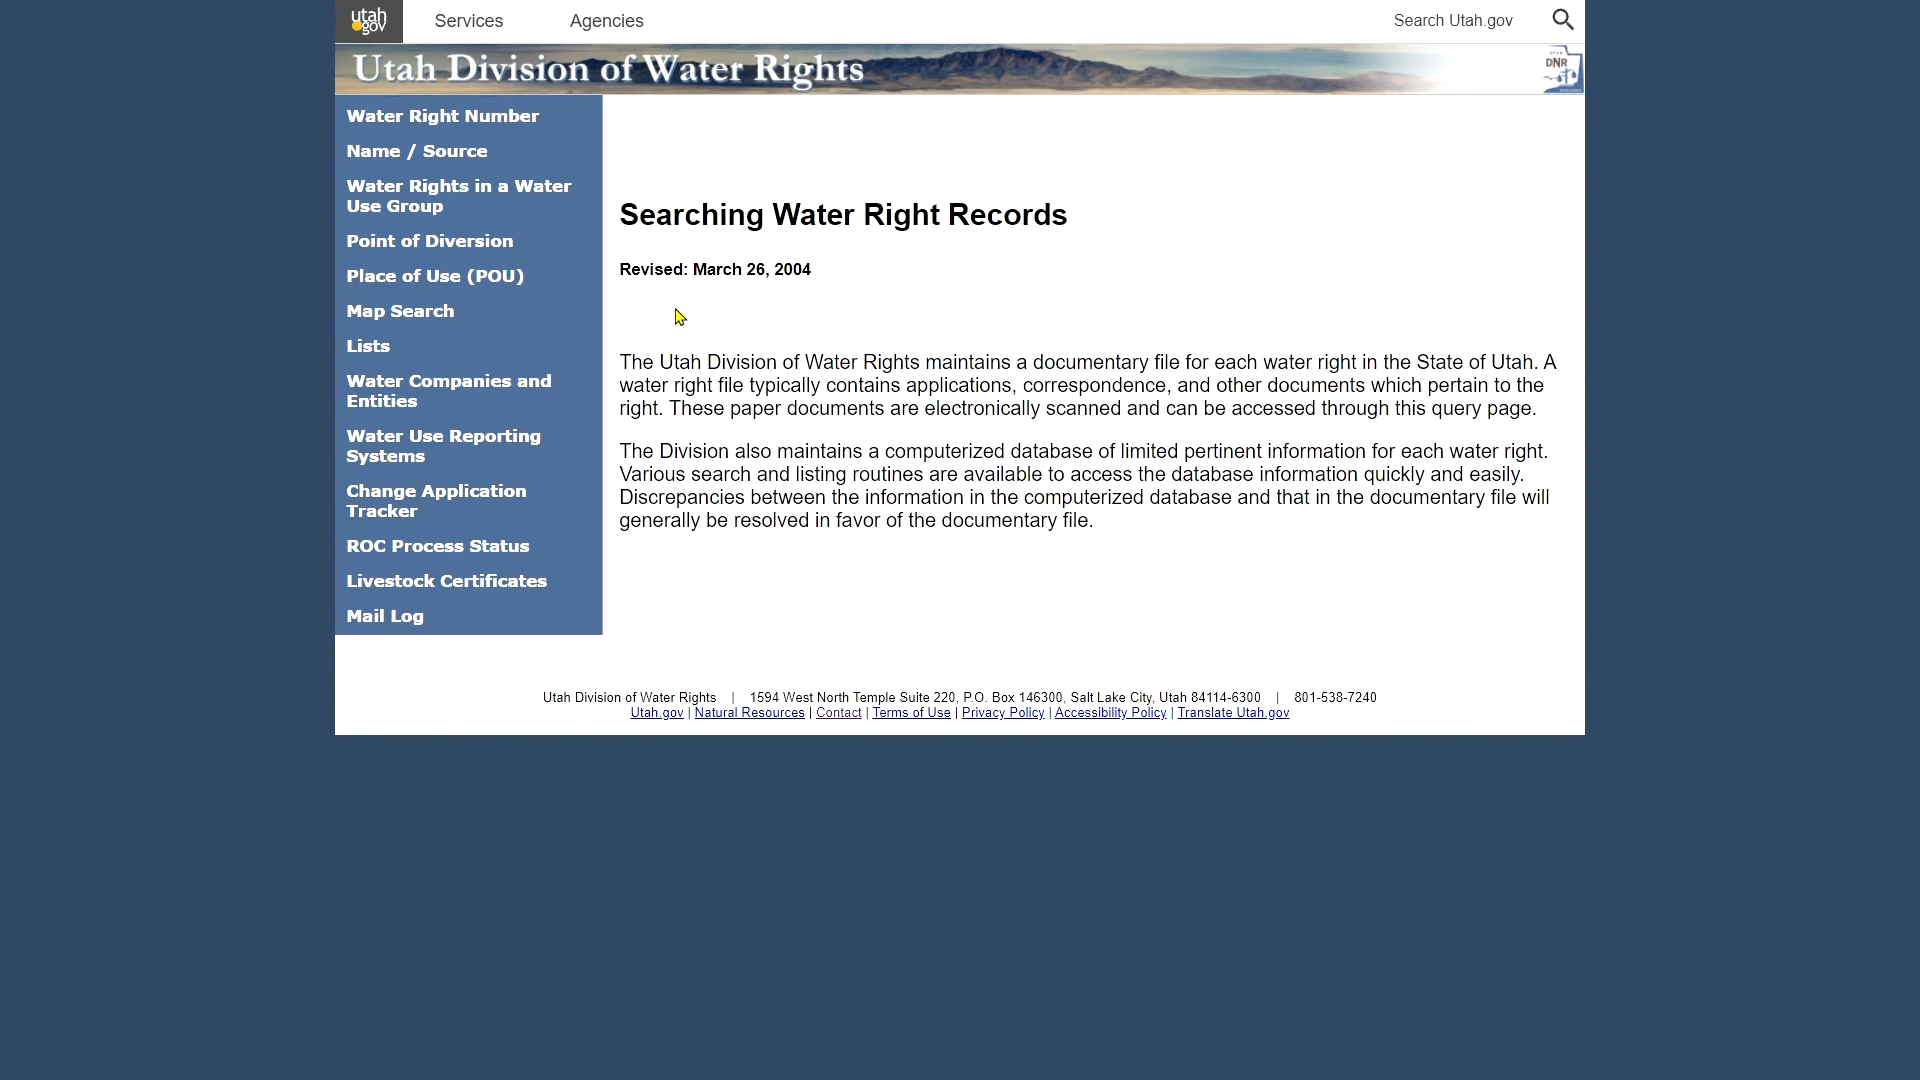 utah
gov
Services
Agencies
Search Utah.gov
Utah Division of Water Rights
UTAH
DNR
Water Right Number
Name / Source
Water Rights in a Water
Use Group
Point of Diversion
Place of Use (POU)
Map Search
Lists
Water Companies and
Entities
Water Use Reporting
Systems
Change Application
Tracker
ROC Process Status
Livestock Certificates
Mail Log
Searching Water Right Records
Revised: March 26, 2004
The Utah Division of Water Rights maintains a documentary file for each water right in the State of Utah. A
water right file typically contains applications, correspondence, and other documents which pertain to the
right. These paper documents are electronically scanned and can be accessed through this query page.
The Division also maintains a computerized database of limited pertinent information for each water right.
Various search and listing routines are available to access the database information quickly and easily.
Discrepancies between the information in the computerized database and that in the documentary file will
generally be resolved in favor of the documentary file.
Utah Division of Water Rights | 1594 West North Temple Suite 220, P.O. Box 146300, Salt Lake City, Utah 84114-6300 | 801-538-7240
Utah.gov | Natural Resources | Contact | Terms of Use | Privacy Policy | Accessibility Policy | Translate Utah.gov